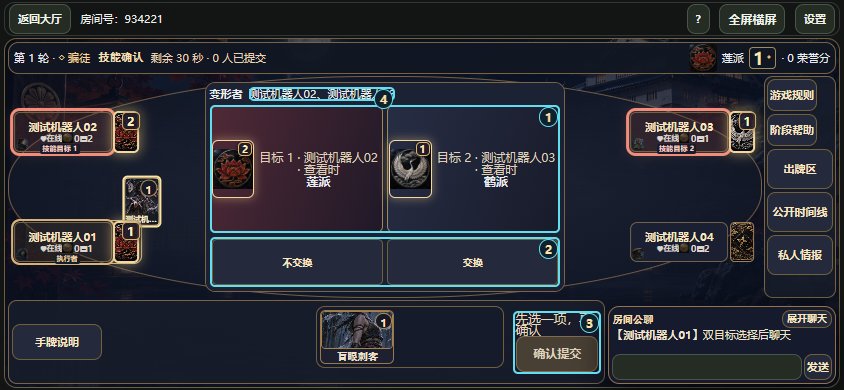 返回大厅 房间号：934221 ? 全屏横屏 设置
第 1 轮 · 骗徒 技能确认 剩余 30 秒 · 0 人已提交 莲派 1 · 0 荣誉分
变形者 测试机器人02、测试机器人 4
测试机器人02 2
在线 0 2
技能目标 1
测试机...
1
测试机器人01 1
在线 0 1
执行者
1
2
目标 1 · 测试机器人02
· 查看时
莲派
1
目标 2 · 测试机器人03
· 查看时
鹤派
2
不交换 交换
测试机器人03 1
在线 0 1
技能目标 2
测试机器人04
在线 0 2
游戏规则
阶段帮助
出牌区
公开时间线
私人情报
手牌说明
1
盲眼刺客
先选一项，
确认
3
确认提交
房间公聊 展开聊天
【测试机器人01】双目标选择后聊天
发送